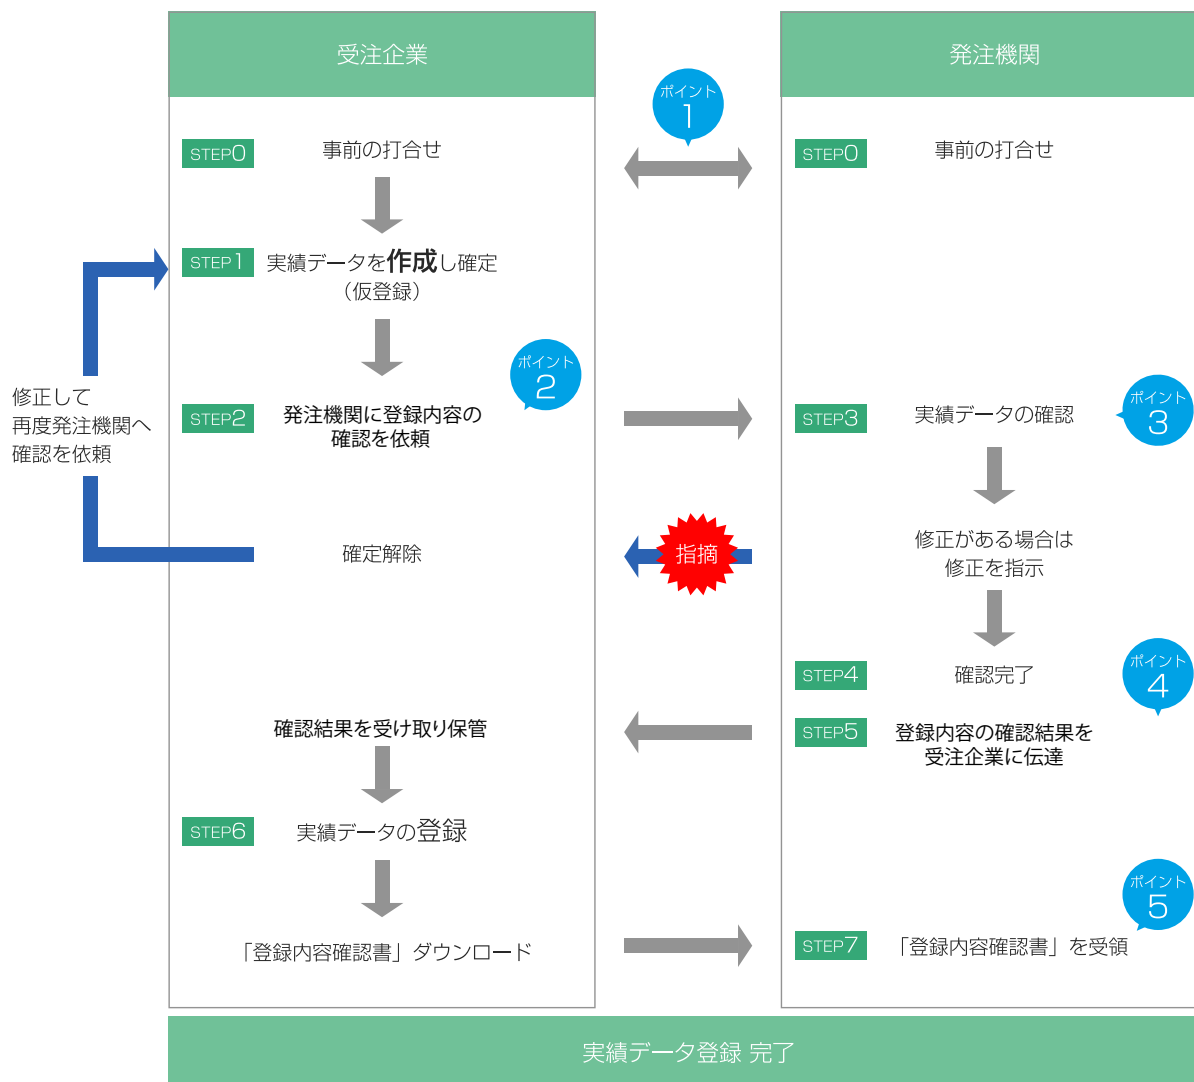 受注企業
発注機関
ポイント
1
STEP0
事前の打合せ
STEP0
事前の打合せ
STEP1
実績データを作成し確定
（仮登録）
ポイント
2
STEP2
発注機関に登録内容の
確認を依頼
STEP3
実績データの確認
ポイント
3
修正して
再度発注機関へ
確認を依頼
確定解除
指摘
修正がある場合は
修正を指示
STEP4
確認完了
ポイント
4
確認結果を受け取り保管
STEP5
登録内容の確認結果を
受注企業に伝達
STEP6
実績データの登録
ポイント
5
「登録内容確認書」ダウンロード
STEP7
「登録内容確認書」を受領
実績データ登録 完了